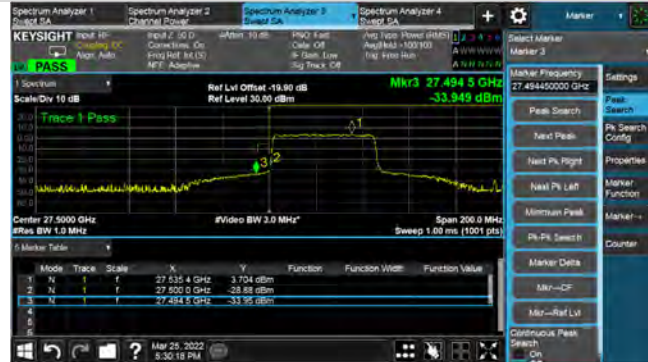 Spectrum Analyzer 1
Swept SA
Spectrum Analyzer 2
Channel Power
Spectrum Analyzer 3
Swept SA
Spectrum Analyzer 4
Swept SA
Marker
KEYSIGHT Input: RF
Coupling: DC
Align: Auto
Input Z: 50 Ω
Corrections: On
Freq Ref: Int (S)
NFE: Adaptive
#Atten: 10 dB
PNO: Fast
Gate: Off
IF Gain: Low
Sig Track: Off
Avg Type: Power (RMS)
Avg|Hold: >100/100
Trig: Free Run
PASS
Select Marker
Marker 3
Marker Frequency
27.494450000 GHz
Settings
Peak Search
Peak
Search
Next Peak
Pk Search
Config
Next Pk Right
Properties
Next Pk Left
Marker
Function
Minimum Peak
Marker→
Pk-Pk Search
Counter
Marker Delta
Mkr→CF
Mkr→Ref Lvl
Continuous Peak
Search
On
1 Spectrum
Scale/Div 10 dB
Ref Lvl Offset -19.90 dB
Ref Level 30.00 dBm
Mkr3 27.494 5 GHz
-33.949 dBm
Trace 1 Pass
1
3
2
Center 27.5000 GHz
#Res BW 1.0 MHz
#Video BW 3.0 MHz*
Span 200.0 MHz
Sweep 1.00 ms (1001 pts)
5 Marker Table
Mode Trace Scale X Y Function Function Width Function Value
1 N 1 f 27.535 4 GHz 3.704 dBm
2 N 1 f 27.500 0 GHz -28.68 dBm
3 N 1 f 27.494 5 GHz -33.95 dBm
4
5
6
?
Mar 25, 2022
5:30:18 PM